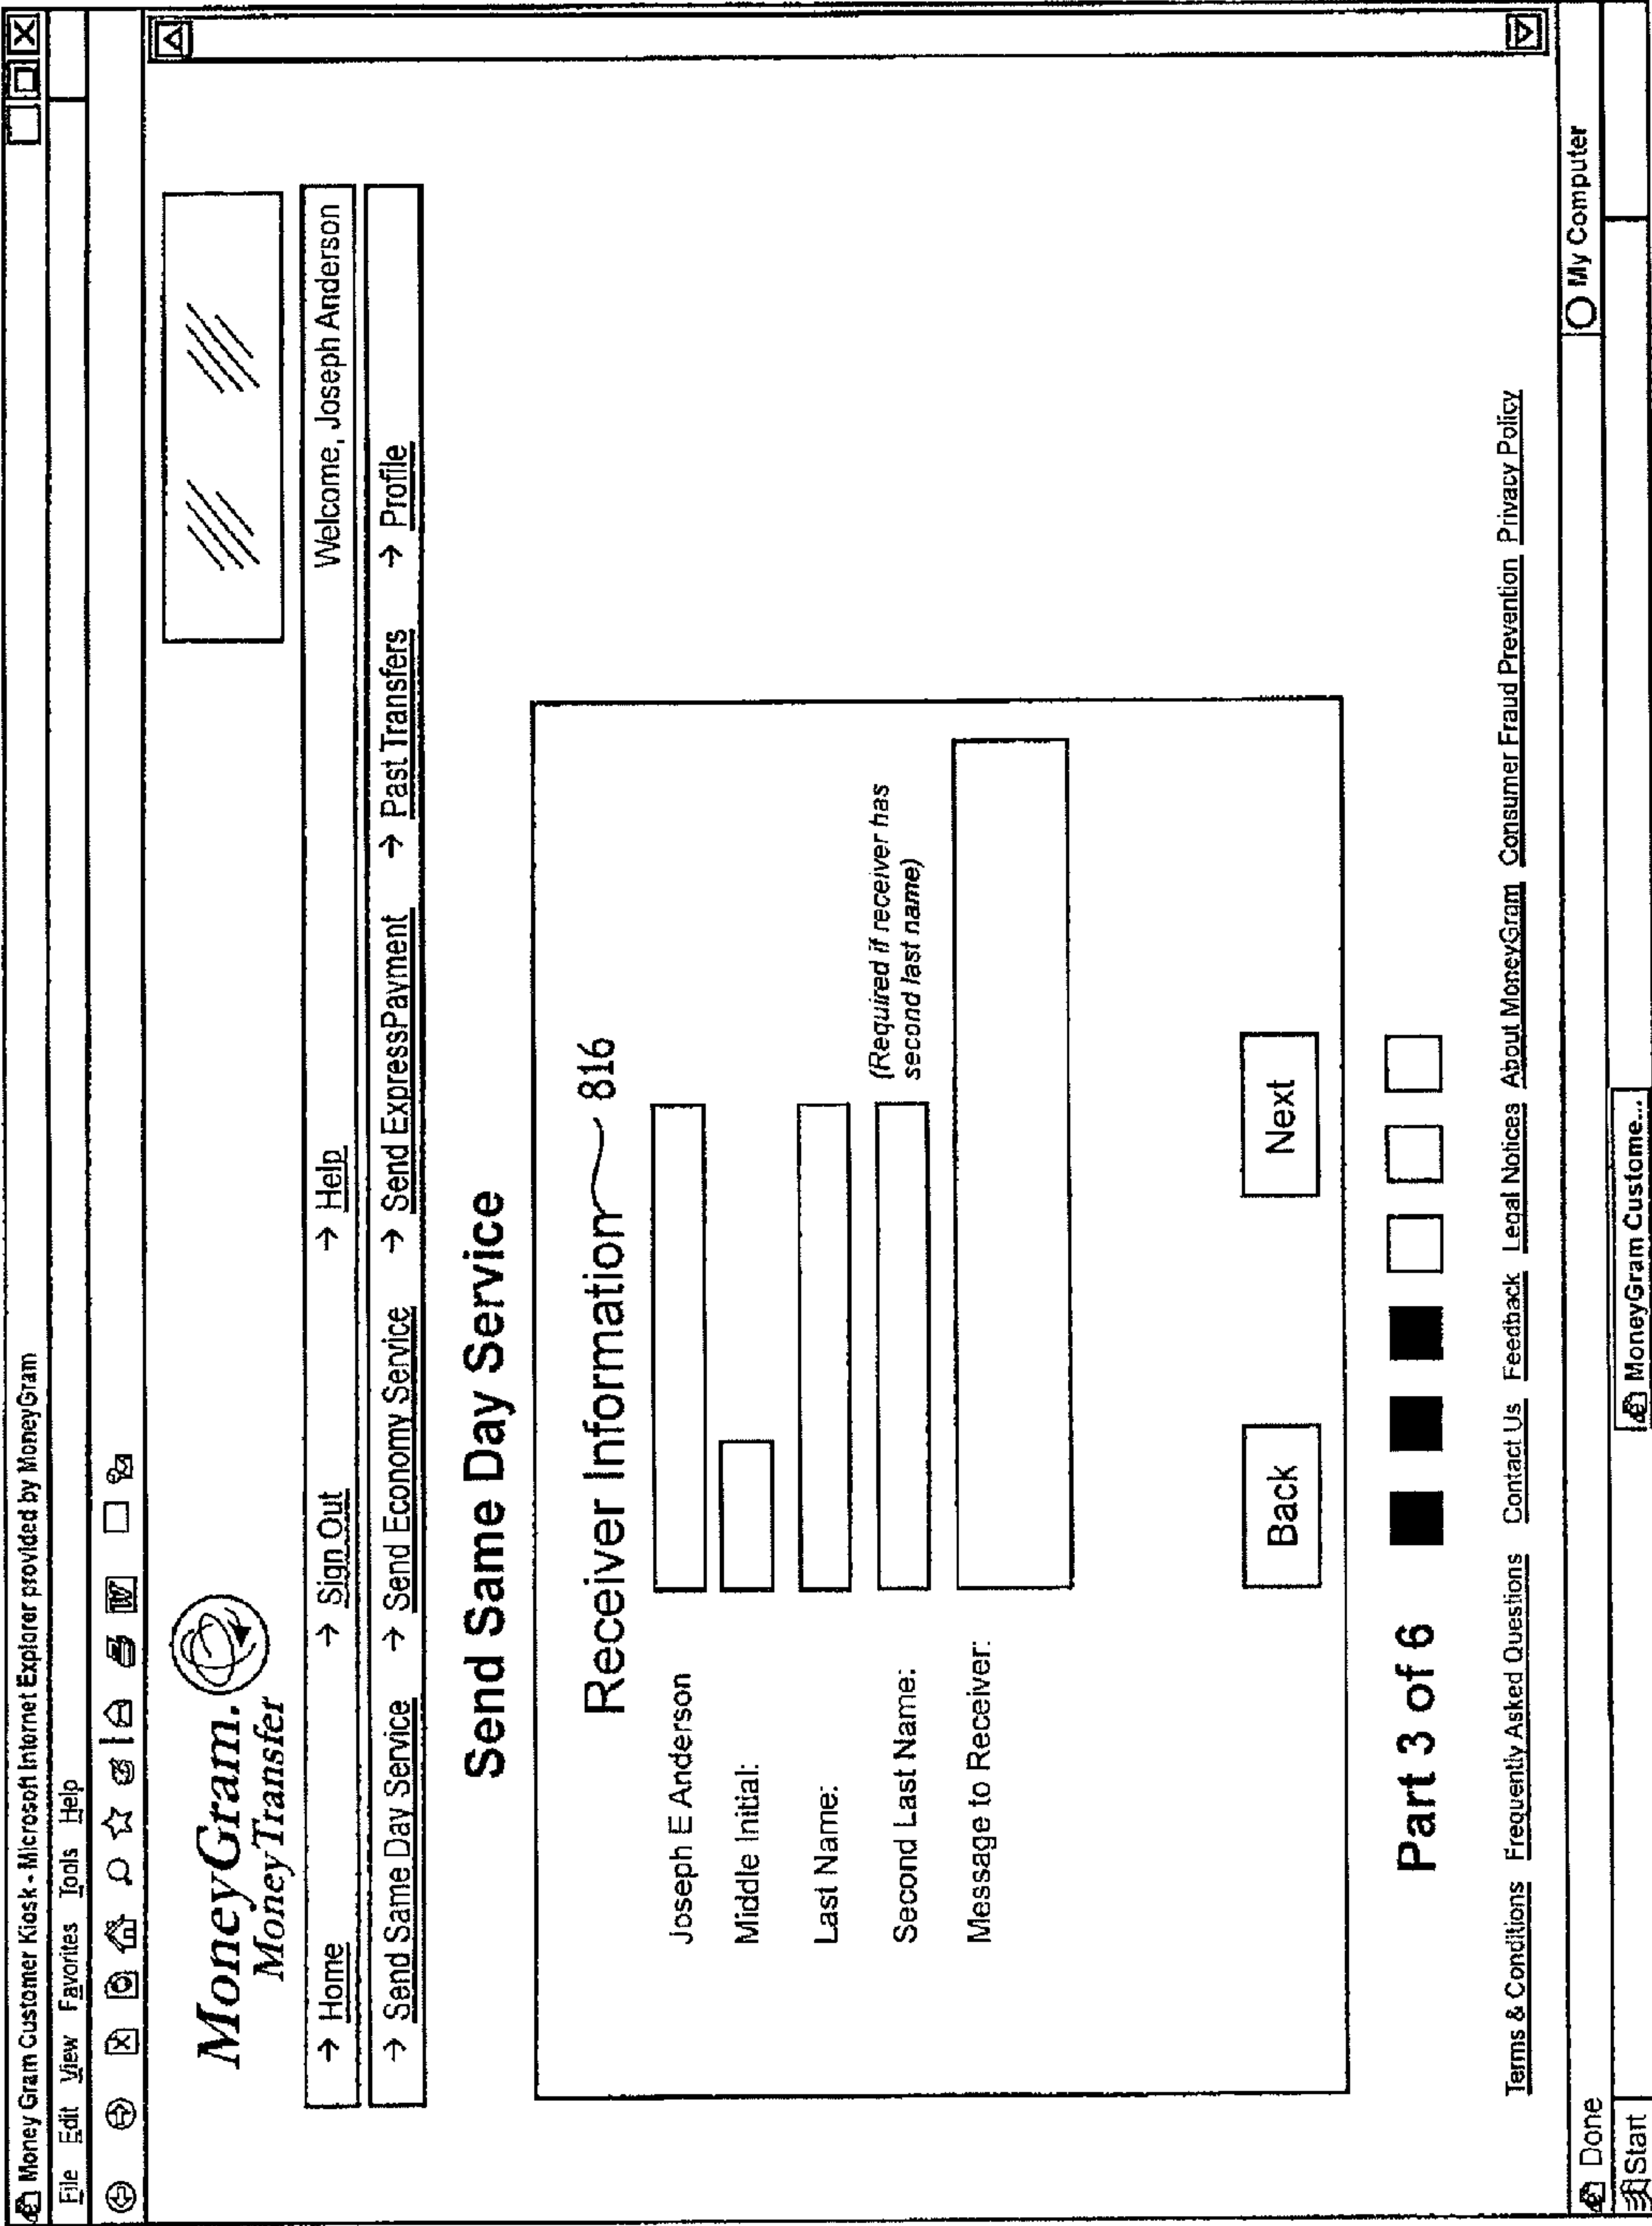 Money Gram Customer Kiosk - Microsoft Internet Explorer provided by MoneyGram
File Edit View Favorites Tools Help
W
MoneyGram.
MoneyTransfer
→ Home → Sign Out → Help Welcome, Joseph Anderson
→ Send Same Day Service → Send Economy Service → Send ExpressPayment → Past Transfers → Profile
Send Same Day Service
Receiver Information 816
Joseph E Anderson
Middle Initial:
Last Name:
Second Last Name: (Required if receiver has
second last name)
Message to Receiver:
Back Next
Part 3 of 6
Terms & Conditions Frequently Asked Questions Contact Us Feedback Legal Notices About MoneyGram Consumer Fraud Prevention Privacy Policy
Done My Computer
Start MoneyGram Custome...